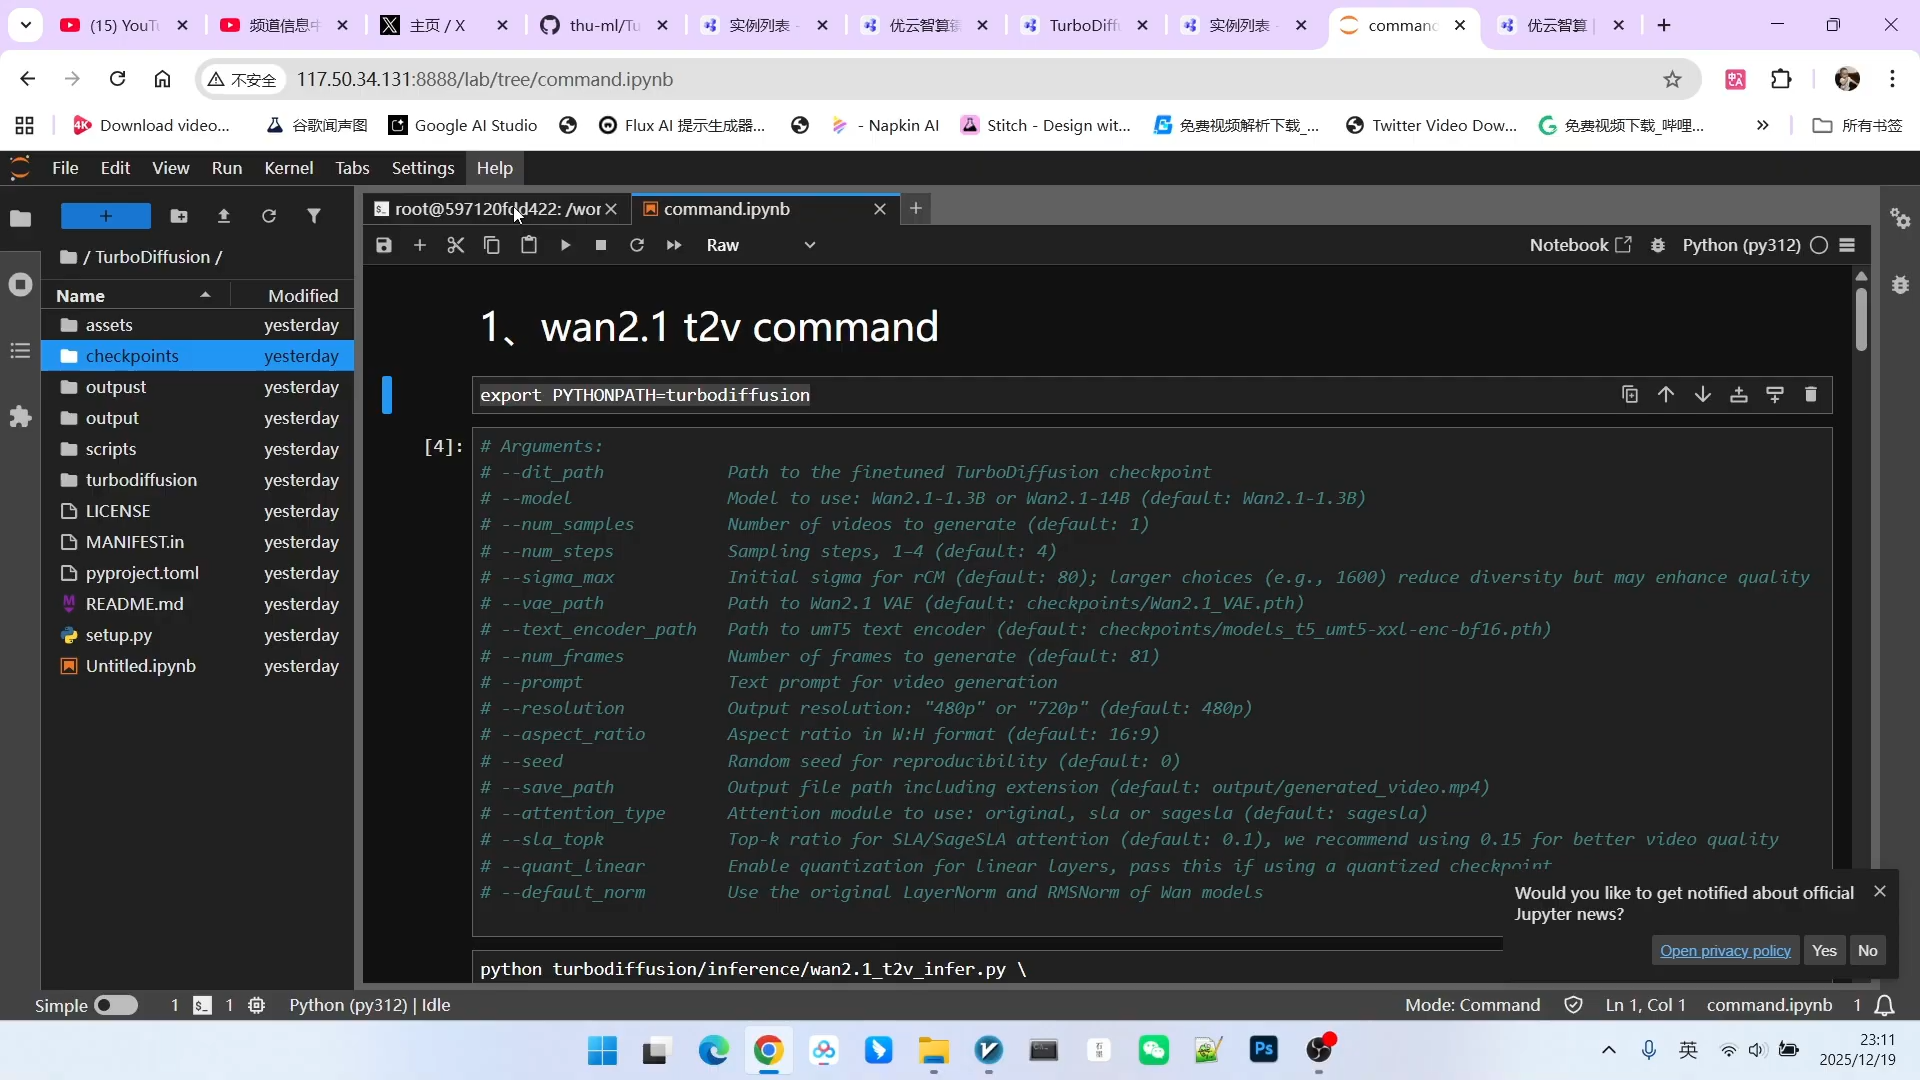 (15) YouTu
频道信息中
主页 / X
thu-ml/Tu
实例列表 -
优云智算镜
TurboDiffu
实例列表 -
comman
优云智算 |
不安全
117.50.34.131:8888/lab/tree/command.ipynb
Download video...
谷歌闻声图
Google AI Studio
Flux AI 提示生成器...
- Napkin AI
Stitch - Design wit...
免费视频解析下载_...
Twitter Video Dow...
免费视频下载_哔哩...
所有书签
File Edit View Run Kernel Tabs Settings Help
root@597120fdd422: /wor
command.ipynb
Raw
Notebook
Python (py312)
/ TurboDiffusion /
Name Modified
assets yesterday
checkpoints yesterday
outpust yesterday
output yesterday
scripts yesterday
turbodiffusion yesterday
LICENSE yesterday
MANIFEST.in yesterday
pyproject.toml yesterday
README.md yesterday
setup.py yesterday
Untitled.ipynb yesterday
1、wan2.1 t2v command
export PYTHONPATH=turbodiffusion
[4]: # Arguments:
# --dit_path Path to the finetuned TurboDiffusion checkpoint
# --model Model to use: Wan2.1-1.3B or Wan2.1-14B (default: Wan2.1-1.3B)
# --num_samples Number of videos to generate (default: 1)
# --num_steps Sampling steps, 1–4 (default: 4)
# --sigma_max Initial sigma for rCM (default: 80); larger choices (e.g., 1600) reduce diversity but may enhance quality
# --vae_path Path to Wan2.1 VAE (default: checkpoints/Wan2.1_VAE.pth)
# --text_encoder_path Path to umT5 text encoder (default: checkpoints/models_t5_umt5-xxl-enc-bf16.pth)
# --num_frames Number of frames to generate (default: 81)
# --prompt Text prompt for video generation
# --resolution Output resolution: "480p" or "720p" (default: 480p)
# --aspect_ratio Aspect ratio in W:H format (default: 16:9)
# --seed Random seed for reproducibility (default: 0)
# --save_path Output file path including extension (default: output/generated_video.mp4)
# --attention_type Attention module to use: original, sla or sagesla (default: sagesla)
# --sla_topk Top-k ratio for SLA/SageSLA attention (default: 0.1), we recommend using 0.15 for better video quality
# --quant_linear Enable quantization for linear layers, pass this if using a quantized checkpoint
# --default_norm Use the original LayerNorm and RMSNorm of Wan models
python turbodiffusion/inference/wan2.1_t2v_infer.py \
Would you like to get notified about official
Jupyter news?
Open privacy policy Yes No
Simple 1 1 Python (py312) | Idle
Mode: Command Ln 1, Col 1 command.ipynb 1
英
23:11
2025/12/19